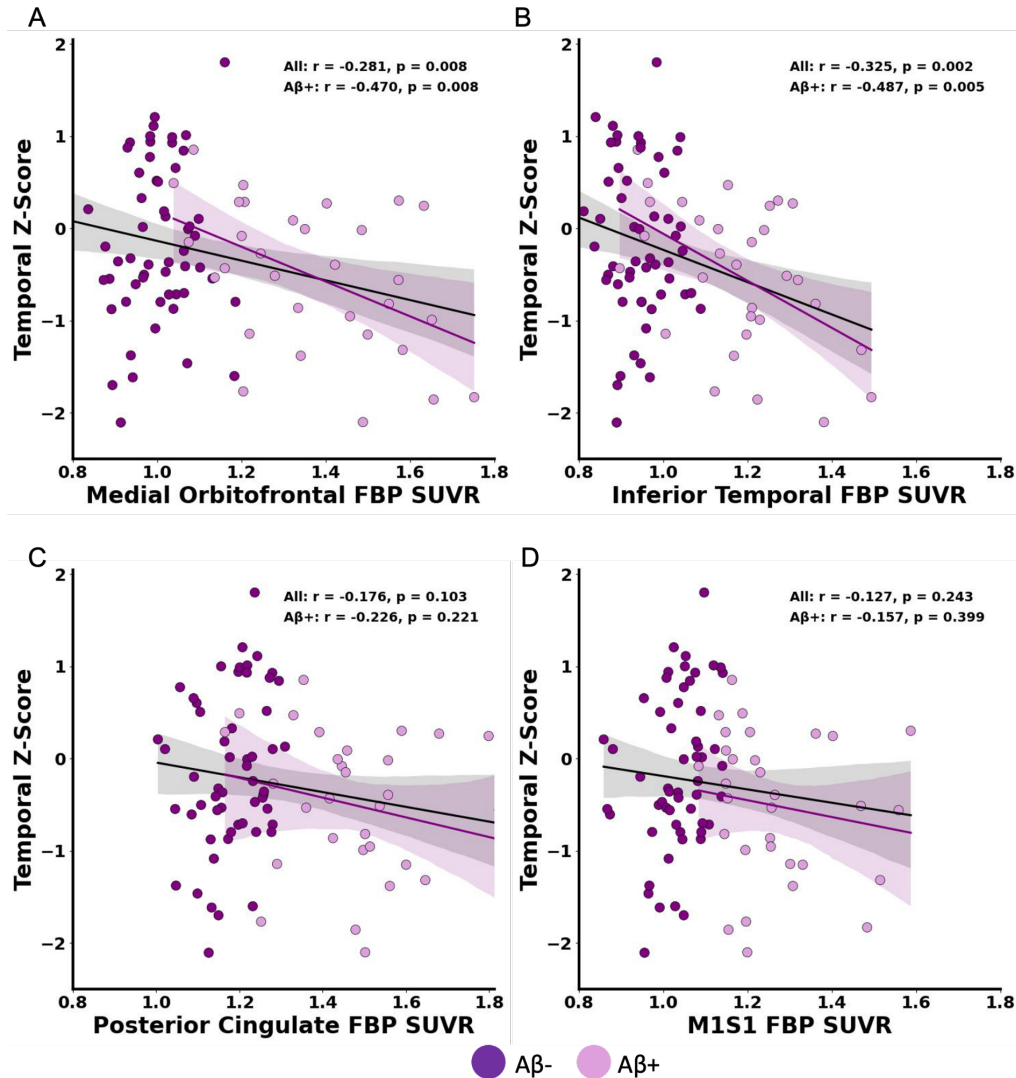 A
2
1
0
−1
−2
Temporal Z-Score
All: r = -0.281, p = 0.008
Aβ+: r = -0.470, p = 0.008
0.8 1.0 1.2 1.4 1.6 1.8
Medial Orbitofrontal FBP SUVR
B
2
1
0
−1
−2
Temporal Z-Score
All: r = -0.325, p = 0.002
Aβ+: r = -0.487, p = 0.005
0.8 1.0 1.2 1.4 1.6 1.8
Inferior Temporal FBP SUVR
C
2
1
0
−1
−2
Temporal Z-Score
All: r = -0.176, p = 0.103
Aβ+: r = -0.226, p = 0.221
0.8 1.0 1.2 1.4 1.6 1.8
Posterior Cingulate FBP SUVR
D
2
1
0
−1
−2
Temporal Z-Score
All: r = -0.127, p = 0.243
Aβ+: r = -0.157, p = 0.399
0.8 1.0 1.2 1.4 1.6 1.8
M1S1 FBP SUVR
Aβ- Aβ+